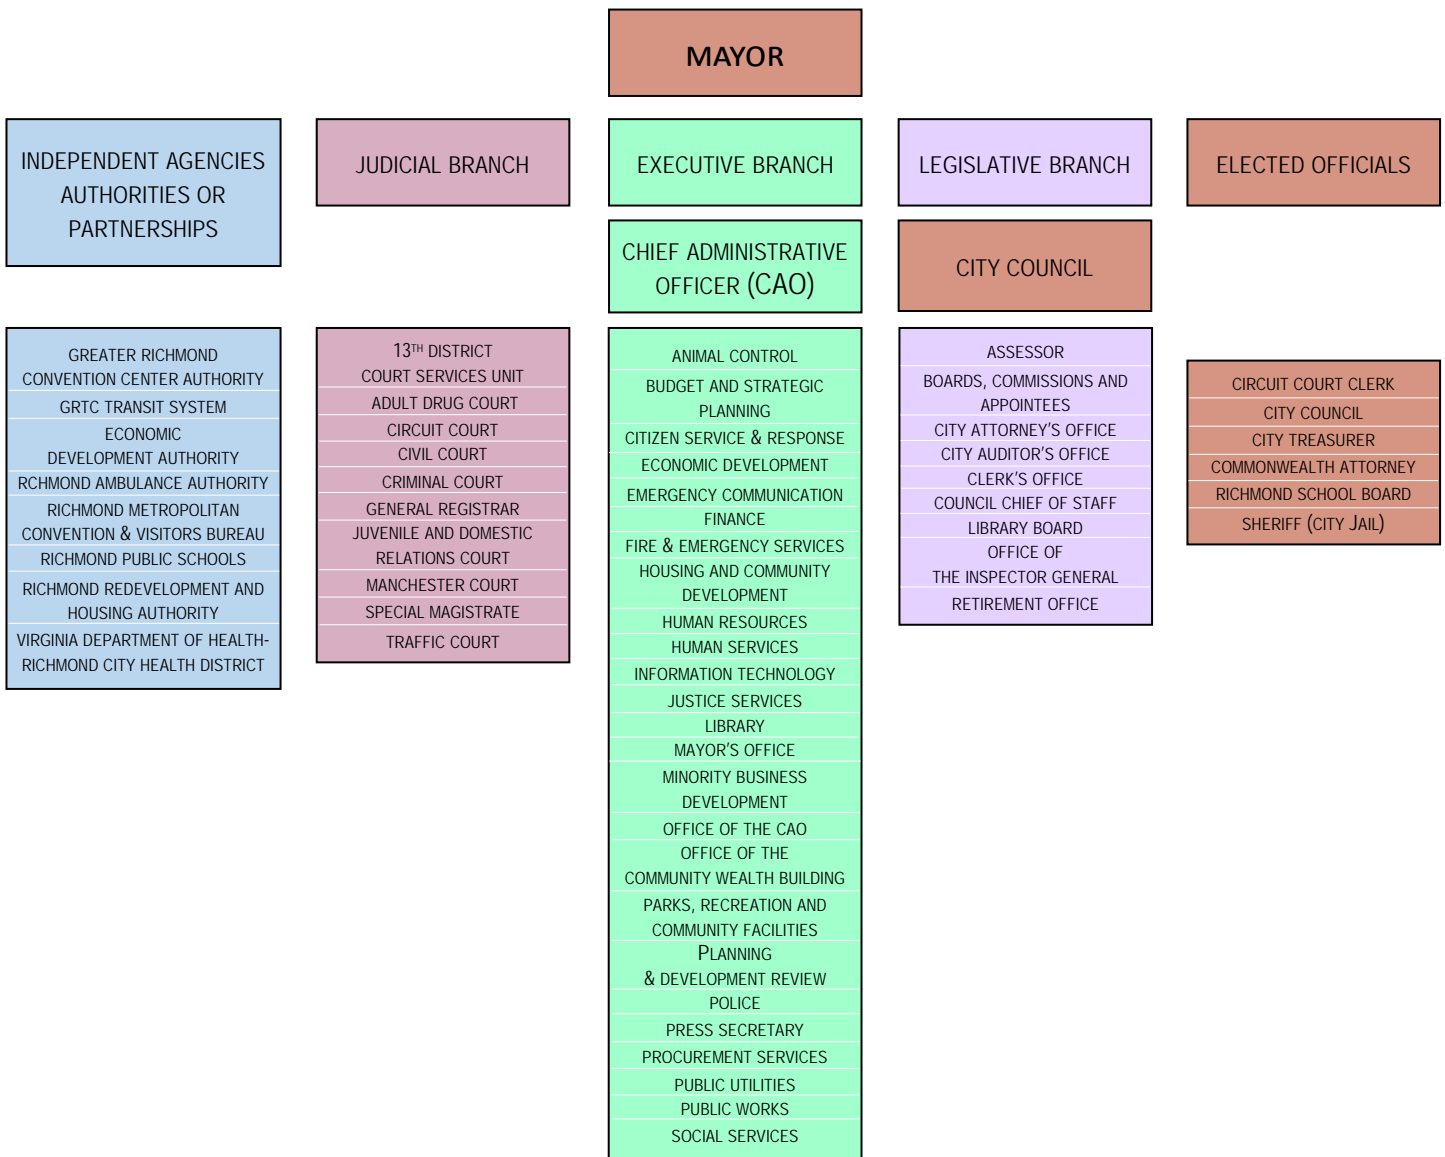 MAYOR
INDEPENDENT AGENCIES
AUTHORITIES OR
PARTNERSHIPS
JUDICIAL BRANCH
EXECUTIVE BRANCH
LEGISLATIVE BRANCH
ELECTED OFFICIALS
CHIEF ADMINISTRATIVE
OFFICER (CAO)
CITY COUNCIL
GREATER RICHMOND
CONVENTION CENTER AUTHORITY
GRTC TRANSIT SYSTEM
ECONOMIC
DEVELOPMENT AUTHORITY
RCHMOND AMBULANCE AUTHORITY
RICHMOND METROPOLITAN
CONVENTION & VISITORS BUREAU
RICHMOND PUBLIC SCHOOLS
RICHMOND REDEVELOPMENT AND
HOUSING AUTHORITY
VIRGINIA DEPARTMENT OF HEALTH-
RICHMOND CITY HEALTH DISTRICT
13TH DISTRICT
COURT SERVICES UNIT
ADULT DRUG COURT
CIRCUIT COURT
CIVIL COURT
CRIMINAL COURT
GENERAL REGISTRAR
JUVENILE AND DOMESTIC
RELATIONS COURT
MANCHESTER COURT
SPECIAL MAGISTRATE
TRAFFIC COURT
ANIMAL CONTROL
BUDGET AND STRATEGIC
PLANNING
CITIZEN SERVICE & RESPONSE
ECONOMIC DEVELOPMENT
EMERGENCY COMMUNICATION
FINANCE
FIRE & EMERGENCY SERVICES
HOUSING AND COMMUNITY
DEVELOPMENT
HUMAN RESOURCES
HUMAN SERVICES
INFORMATION TECHNOLOGY
JUSTICE SERVICES
LIBRARY
MAYOR'S OFFICE
MINORITY BUSINESS
DEVELOPMENT
OFFICE OF THE CAO
OFFICE OF THE
COMMUNITY WEALTH BUILDING
PARKS, RECREATION AND
COMMUNITY FACILITIES
PLANNING
& DEVELOPMENT REVIEW
POLICE
PRESS SECRETARY
PROCUREMENT SERVICES
PUBLIC UTILITIES
PUBLIC WORKS
SOCIAL SERVICES
ASSESSOR
BOARDS, COMMISSIONS AND
APPOINTEES
CITY ATTORNEY'S OFFICE
CITY AUDITOR'S OFFICE
CLERK'S OFFICE
COUNCIL CHIEF OF STAFF
LIBRARY BOARD
OFFICE OF
THE INSPECTOR GENERAL
RETIREMENT OFFICE
CIRCUIT COURT CLERK
CITY COUNCIL
CITY TREASURER
COMMONWEALTH ATTORNEY
RICHMOND SCHOOL BOARD
SHERIFF (CITY JAIL)